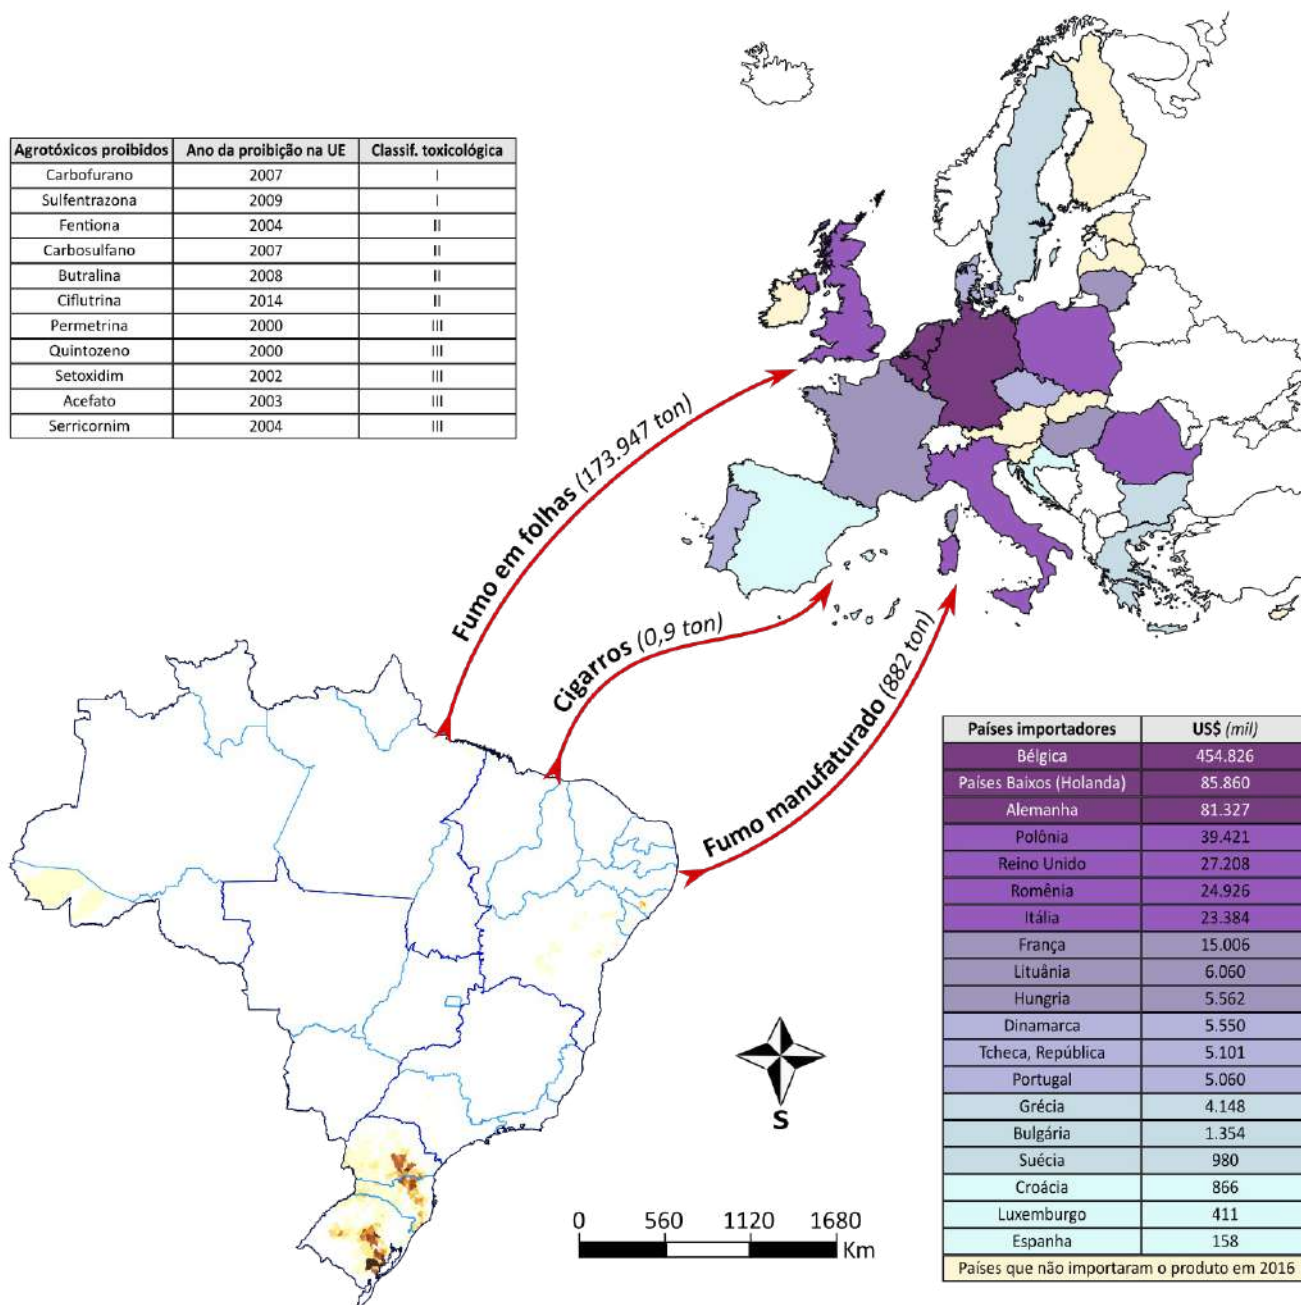 Agrotóxicos proibidos Ano da proibição na UE Classif. toxicológica
Carbofurano 2007 I
Sulfentrazona 2009 I
Fentiona 2004 II
Carbosulfano 2007 II
Butralina 2008 II
Ciflutrina 2014 II
Permetrina 2000 III
Quintozeno 2000 III
Setoxidim 2002 III
Acefato 2003 III
Serricornim 2004 III
Fumo em folhas (173.947 ton)
Cigarros (0,9 ton)
Fumo manufaturado (882 ton)
Países importadores US$ (mil)
Bélgica 454.826
Países Baixos (Holanda) 85.860
Alemanha 81.327
Polônia 39.421
Reino Unido 27.208
Romênia 24.926
Itália 23.384
França 15.006
Lituânia 6.060
Hungria 5.562
Dinamarca 5.550
Tcheca, República 5.101
Portugal 5.060
Grécia 4.148
Bulgária 1.354
Suécia 980
Croácia 866
Luxemburgo 411
Espanha 158
Países que não importaram o produto em 2016
S
0 560 1120 1680
Km